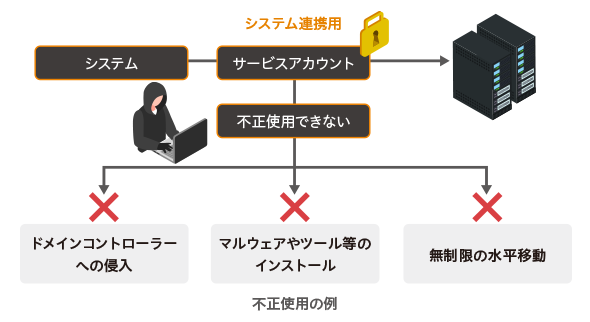 システム連携用
システム
サービスアカウント
不正使用できない
ドメインコントローラー
への侵入
マルウェアやツール等の
インストール
無制限の水平移動
不正使用の例